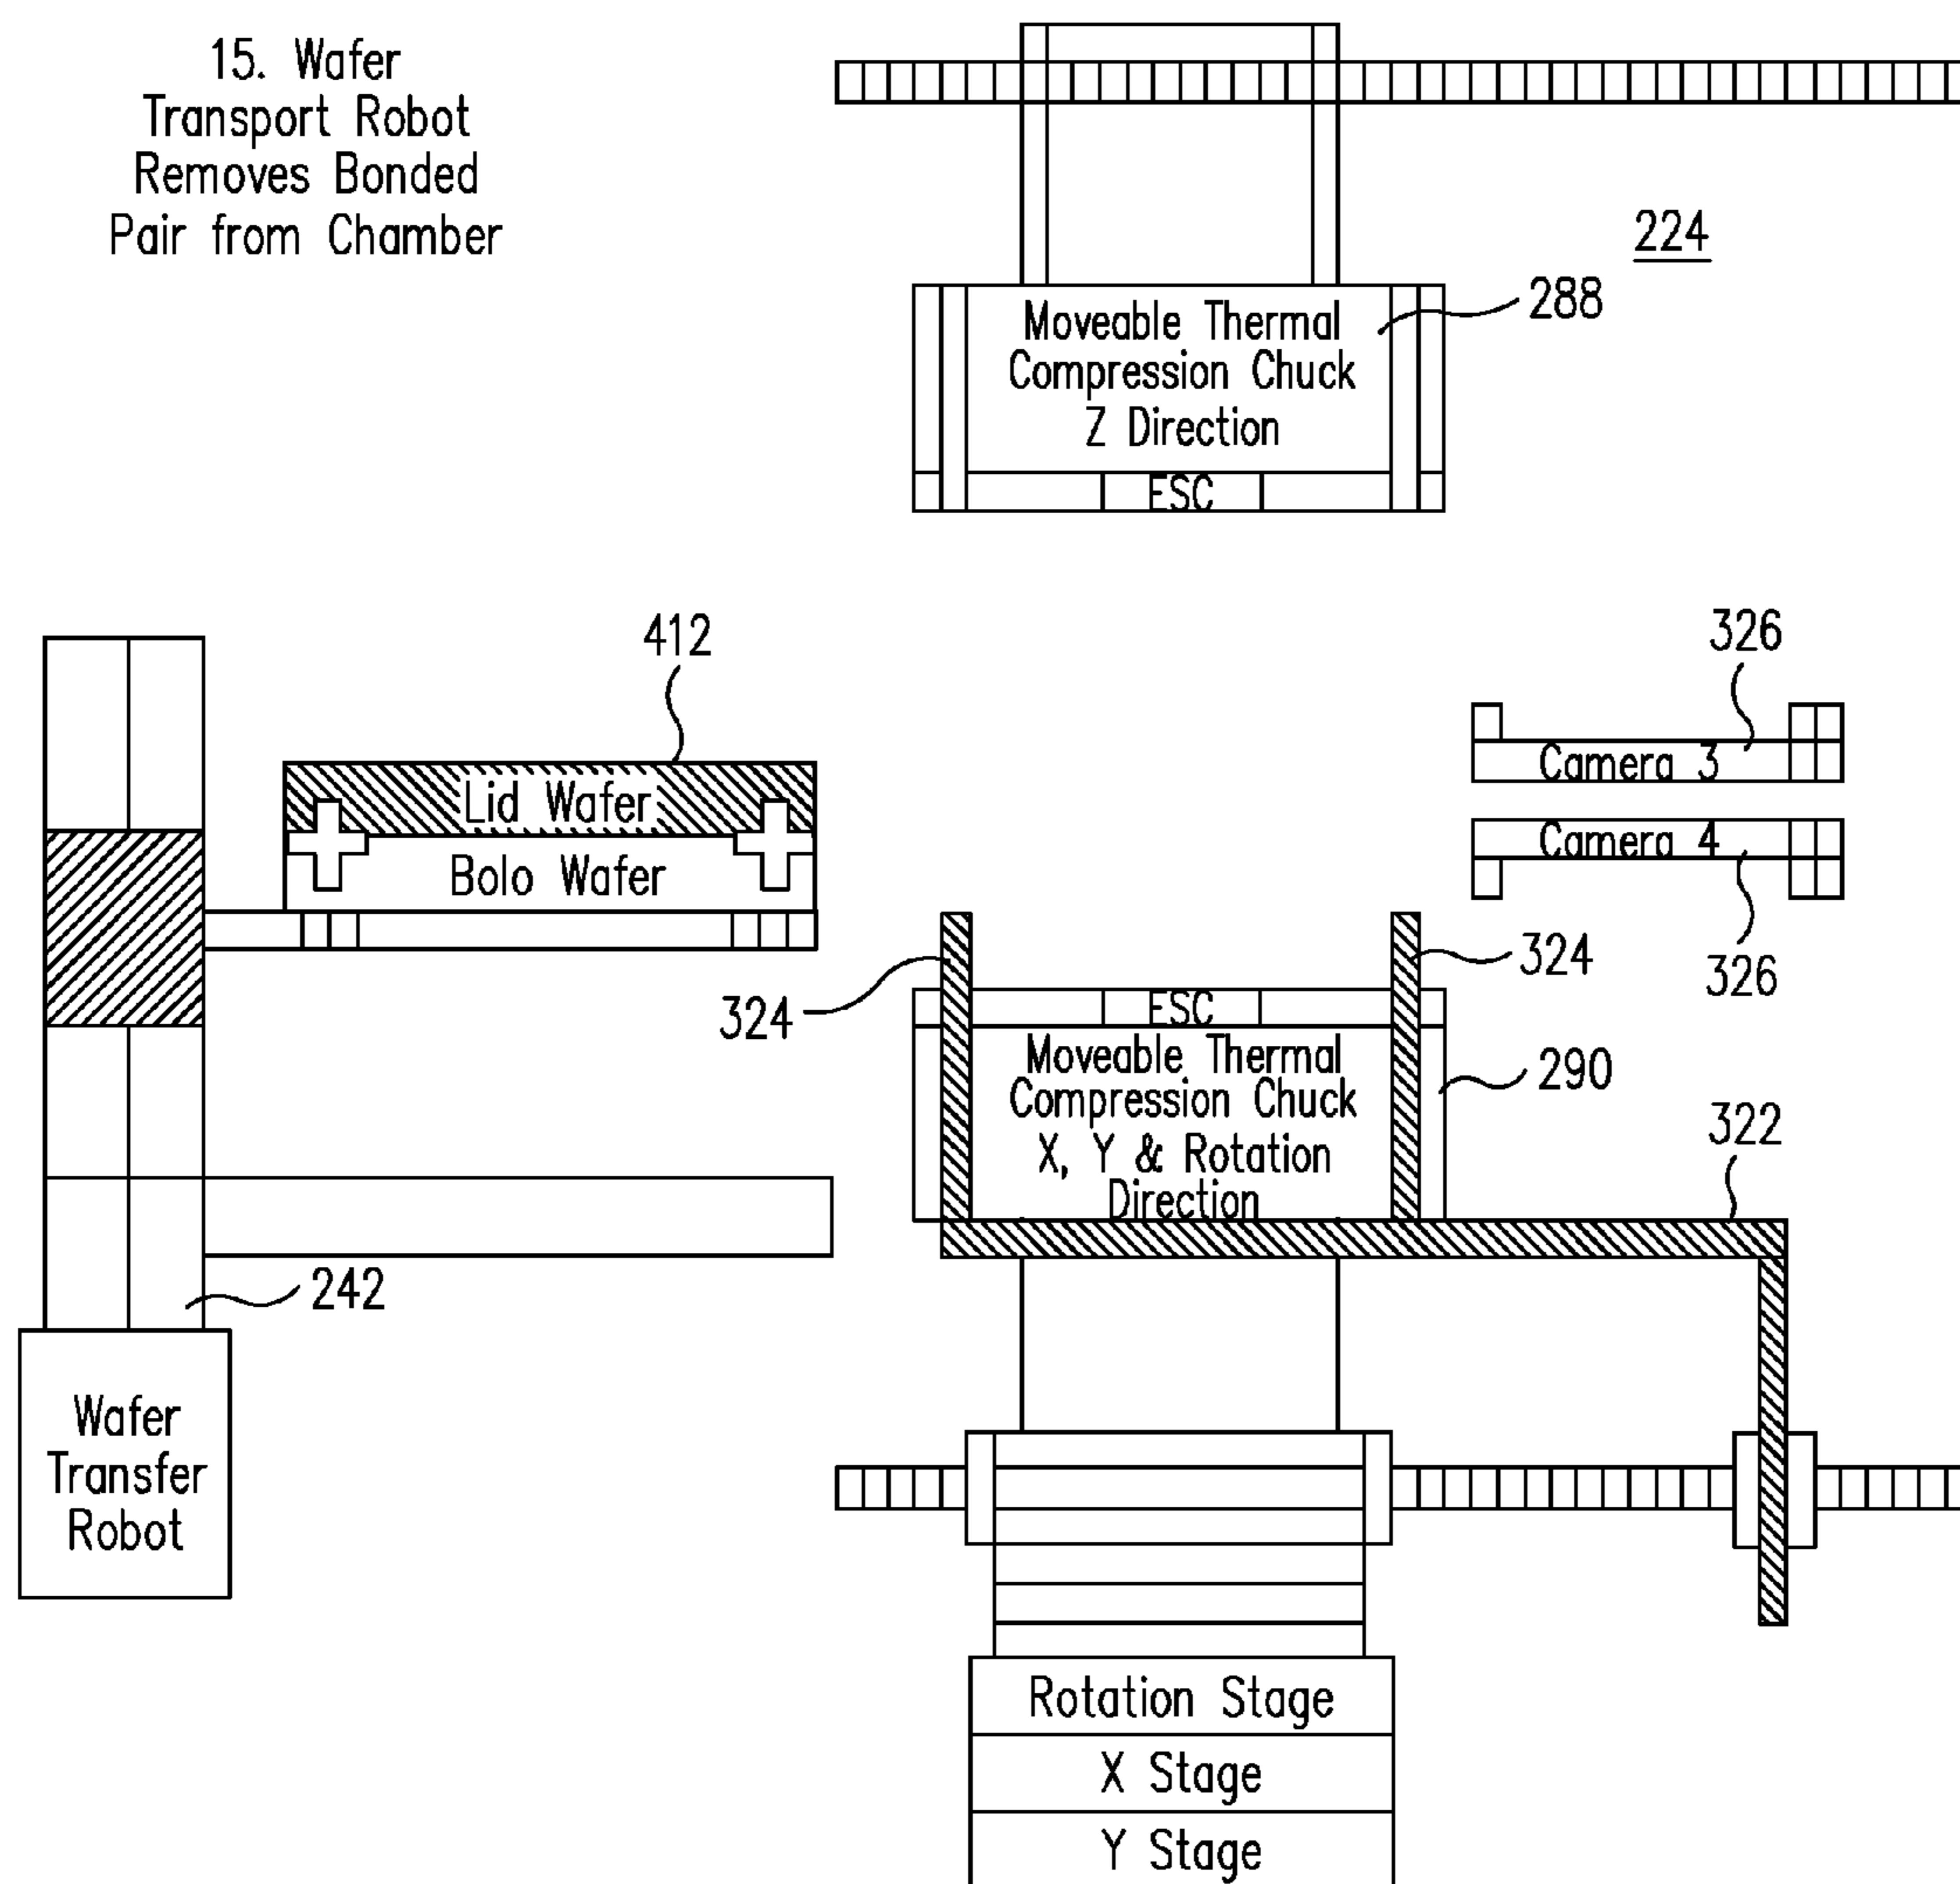 15. Wafer
Transport Robot
Removes Bonded
Pair from Chamber
224
288
Moveable Thermal
Compression Chuck
Z Direction
ESC
412
326
Camera 3
Lid Wafer
Camera 4
Bolo Wafer
324
326
324
ESC
Moveable Thermal
Compression Chuck
X, Y & Rotation
Direction
290
322
242
Wafer
Transfer
Robot
Rotation Stage
X Stage
Y Stage